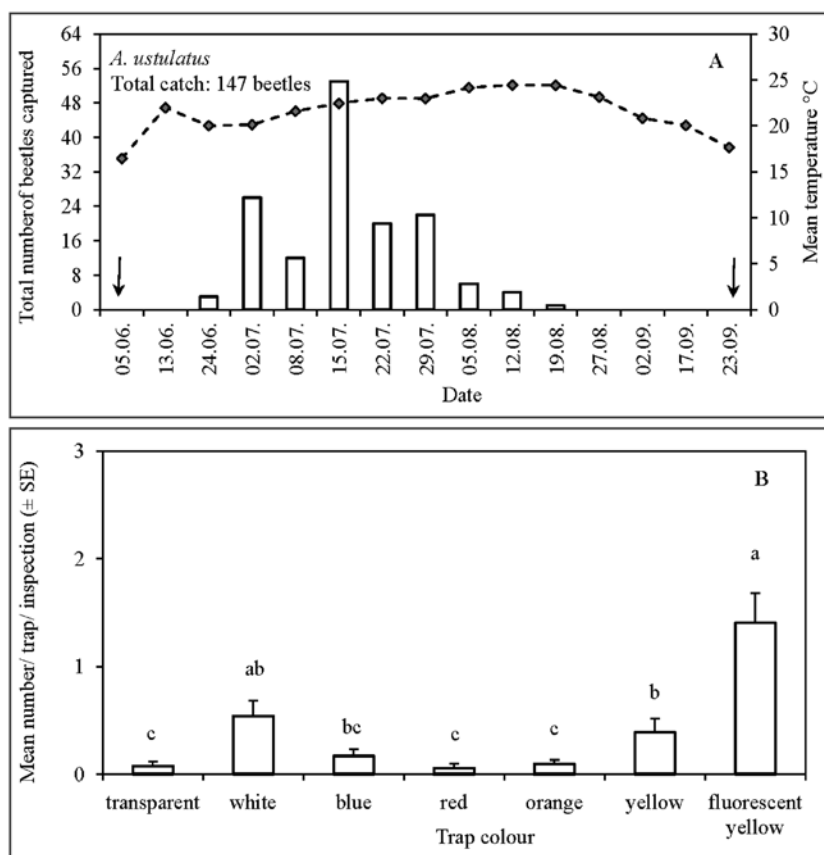 A
A. ustulatus
Total catch: 147 beetles
Total numberof beetles captured
64
56
48
40
32
24
16
8
0
Mean temperature °C
30
25
20
15
10
5
0
05.06.
13.06.
24.06.
02.07.
08.07.
15.07.
22.07.
29.07.
05.08.
12.08.
19.08.
27.08.
02.09.
17.09.
23.09.
Date
B
Mean number/ trap/ inspection (± SE)
3
2
1
0
c
ab
bc
c
c
b
a
transparent
white
blue
red
orange
yellow
fluorescent
yellow
Trap colour